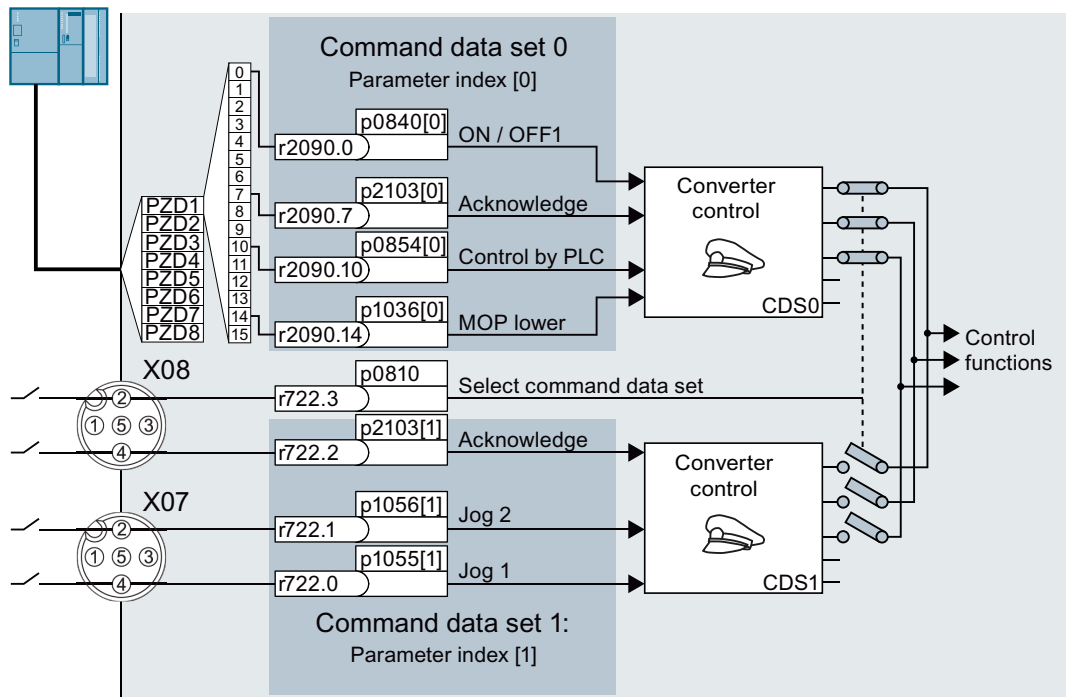 Command data set 0
Parameter index [0]
0
1
2
3
4
5
6
7
8
9
10
11
12
13
14
15
PZD1
PZD2
PZD3
PZD4
PZD5
PZD6
PZD7
PZD8
p0840[0]
r2090.0
ON / OFF1
p2103[0]
r2090.7
Acknowledge
p0854[0]
r2090.10
Control by PLC
p1036[0]
r2090.14
MOP lower
Converter
control
CDS0
Control
functions
X08
2
1 5 3
4
p0810
r722.3
Select command data set
p2103[1]
r722.2
Acknowledge
X07
2
1 5 3
4
p1056[1]
r722.1
Jog 2
p1055[1]
r722.0
Jog 1
Converter
control
CDS1
Command data set 1:
Parameter index [1]